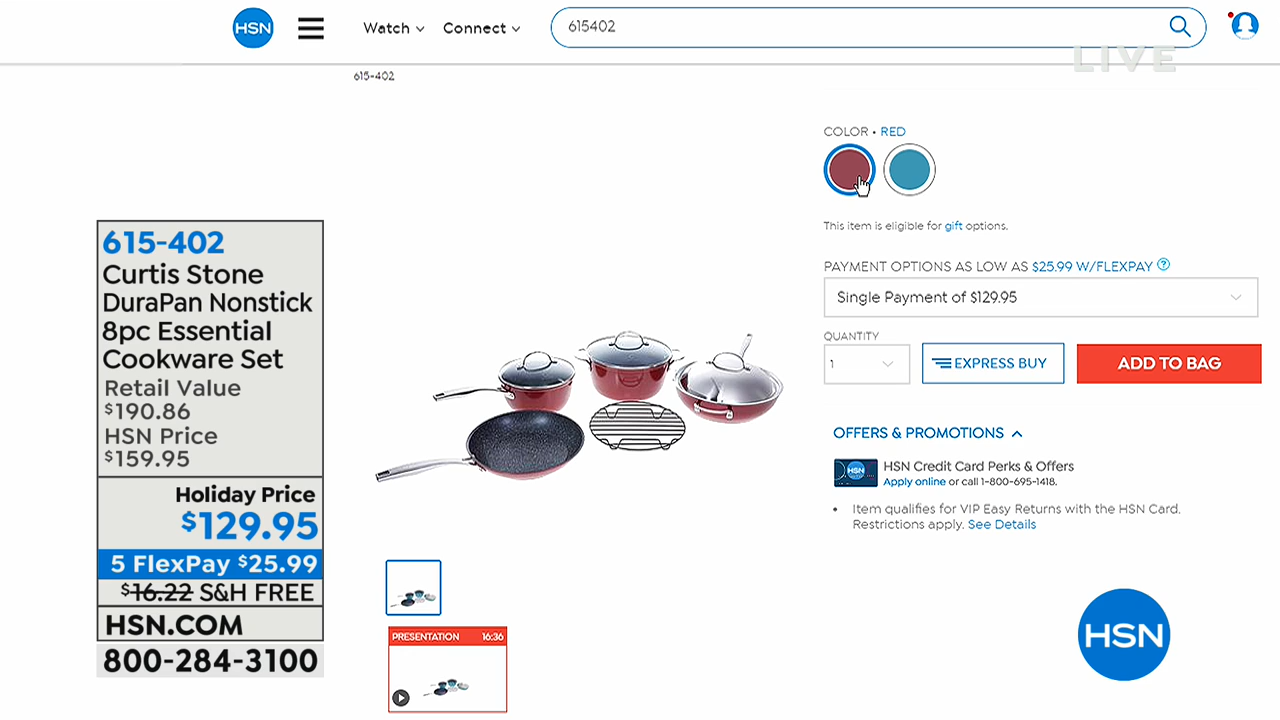 HSN
Watch
Connect
615402
LIVE
615-402
COLOR • RED
This item is eligible for gift options.
PAYMENT OPTIONS AS LOW AS $25.99 W/FLEXPAY ?
Single Payment of $129.95
QUANTITY
1
EXPRESS BUY
ADD TO BAG
OFFERS & PROMOTIONS
HSN
HSN Credit Card Perks & Offers
Apply online or call 1-800-695-1418.
• Item qualifies for VIP Easy Returns with the HSN Card.
Restrictions apply. See Details
615-402
Curtis Stone
DuraPan Nonstick
8pc Essential
Cookware Set
Retail Value
$190.86
HSN Price
$159.95
Holiday Price
$129.95
5 FlexPay $25.99
$16.22 S&H FREE
HSN.COM
800-284-3100
PRESENTATION 16:36
HSN